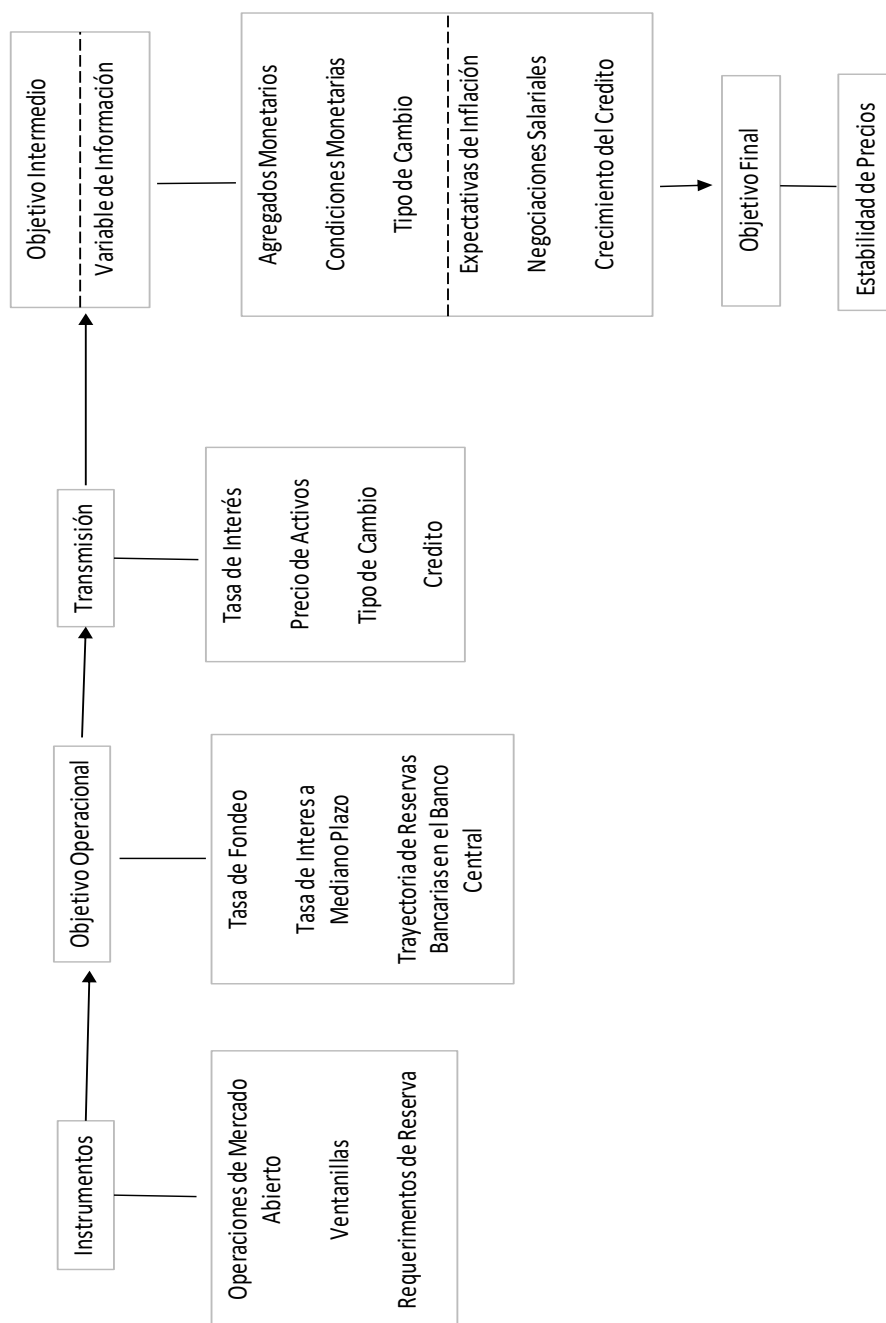 Instrumentos
Operaciones de Mercado
Abierto
Ventanillas
Requerimentos de Reserva
Objetivo Operacional
Tasa de Fondeo
Tasa de Interes a
Mediano Plazo
Trayectoria de Reservas
Bancarias en el Banco
Central
Transmisión
Tasa de Interés
Precio de Activos
Tipo de Cambio
Credito
Objetivo Intermedio
Variable de Información
Agregados Monetarios
Condiciones Monetarias
Tipo de Cambio
Expectativas de Inflación
Negociaciones Salariales
Crecimiento del Credito
Objetivo Final
Estabilidad de Precios